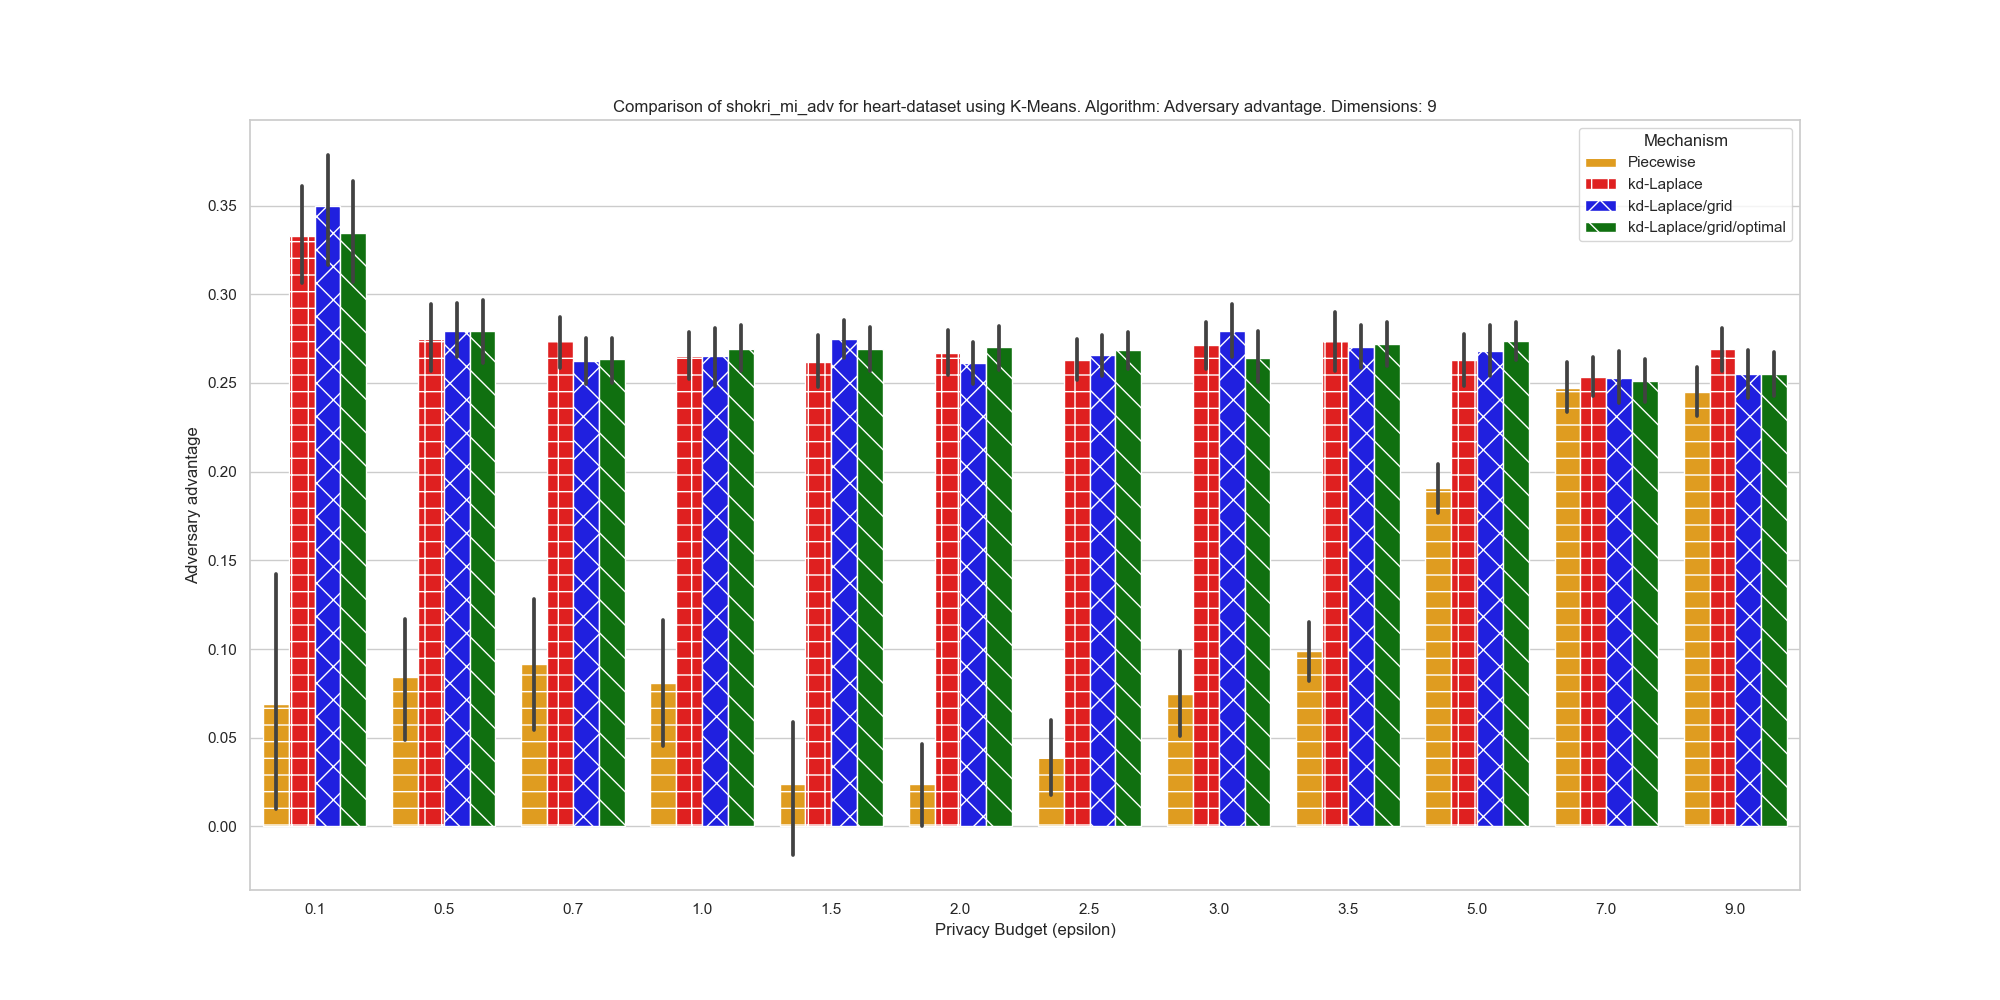 Comparison of shokri_mi_adv for heart-dataset using K-Means. Algorithm: Adversary advantage. Dimensions: 9
Mechanism
Piecewise
kd-Laplace
kd-Laplace/grid
kd-Laplace/grid/optimal
Adversary advantage
0.35
0.30
0.25
0.20
0.15
0.10
0.05
0.00
0.1 0.5 0.7 1.0 1.5 2.0 2.5 3.0 3.5 5.0 7.0 9.0
Privacy Budget (epsilon)